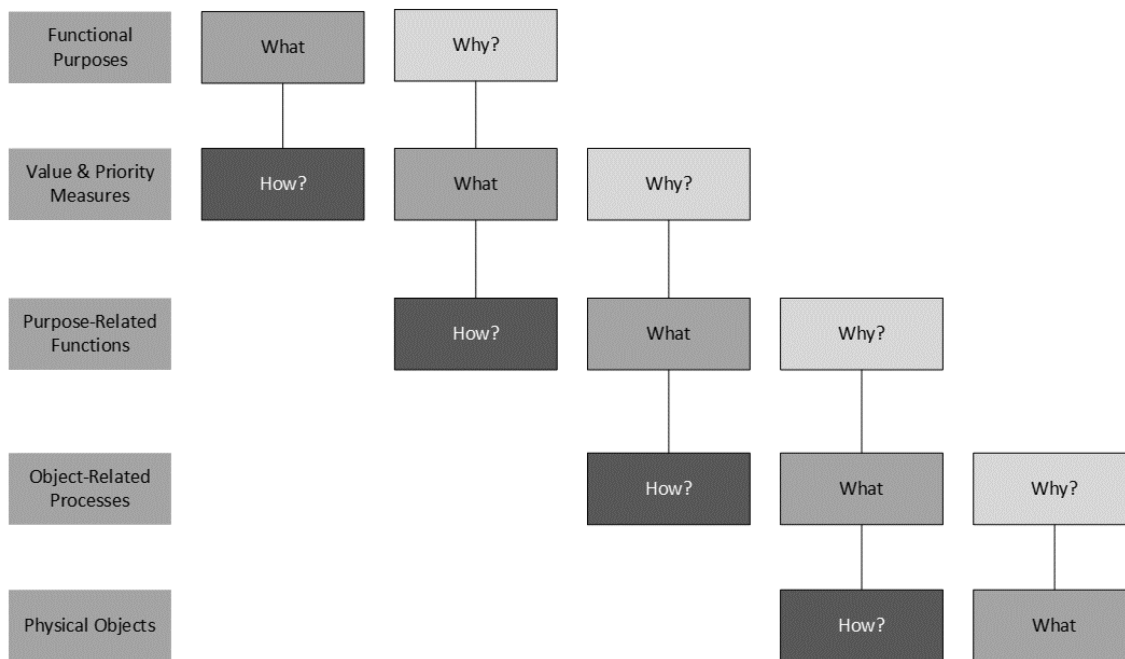 Functional
Purposes
What
Why?
Value & Priority
Measures
How?
What
Why?
Purpose-Related
Functions
How?
What
Why?
Object-Related
Processes
How?
What
Why?
Physical Objects
How?
What